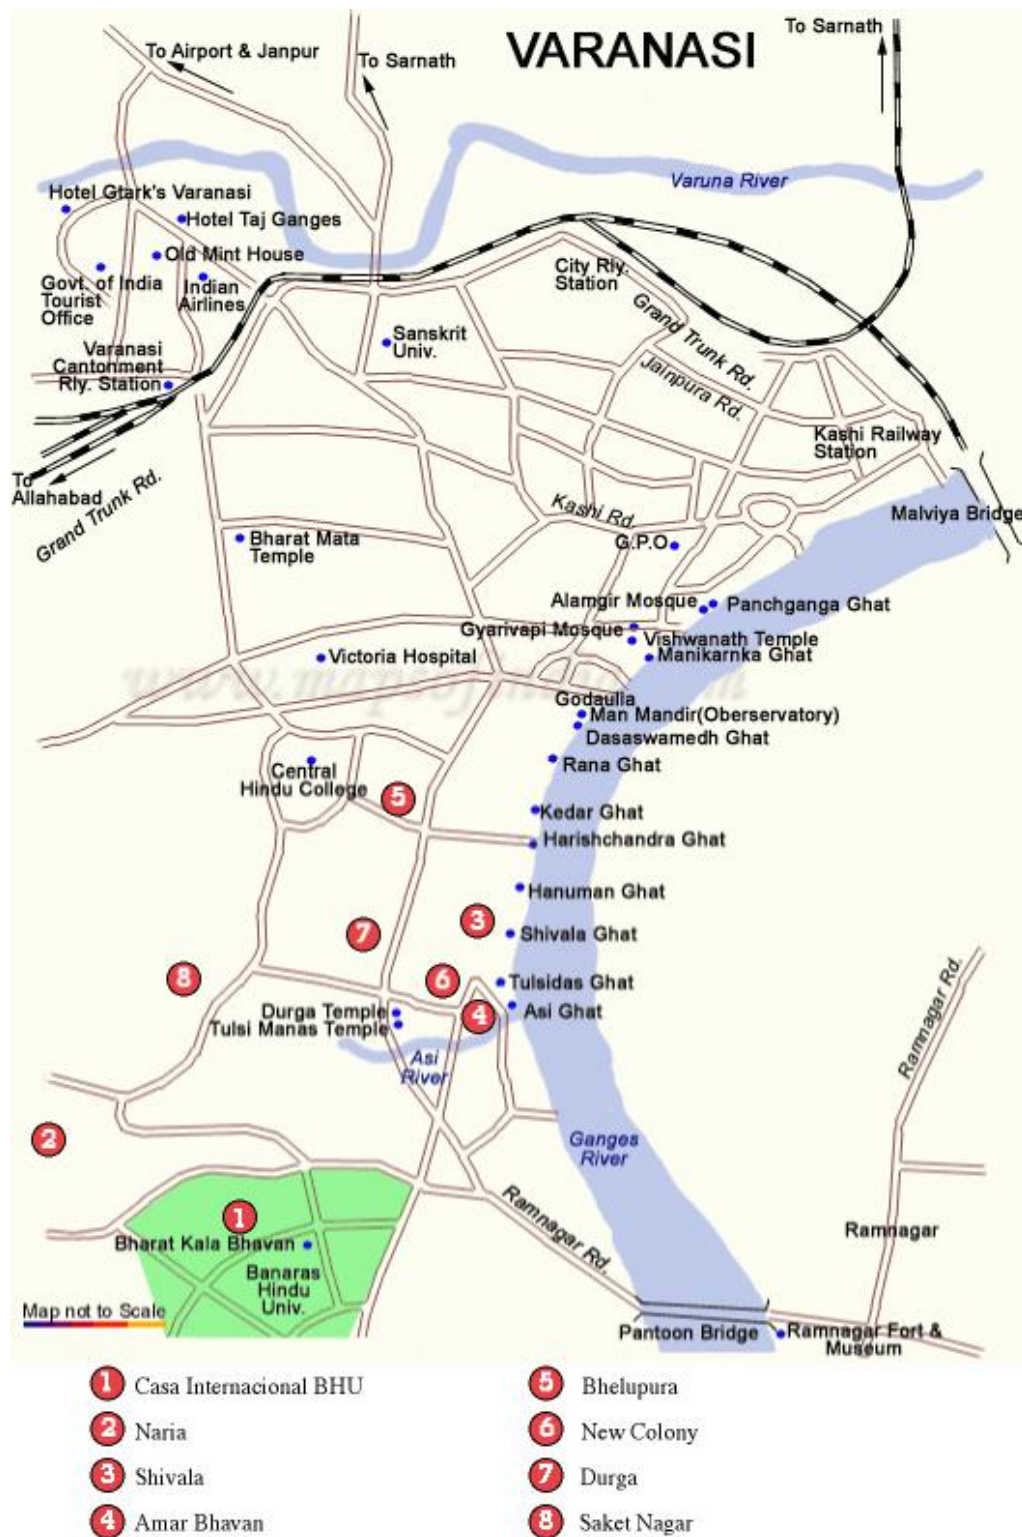 VARANASI
To Sarnath
To Airport & Janpur
To Sarnath
Varuna River
Hotel Gtark's Varanasi
Hotel Taj Ganges
Old Mint House
Govt. of India
Tourist
Office
Indian
Airlines
City Rly.
Station
Grand Trunk Rd.
Sanskrit
Univ.
Varanasi
Cantonment
Rly. Station
Jainpura Rd.
Kashi Railway
Station
To
Allahabad
Grand Trunk Rd.
Kashi Rd.
Malviya Bridge
Bharat Mata
Temple
G.P.O
Alamgir Mosque
Panchganga Ghat
Gyarivapi Mosque
Vishwanath Temple
Victoria Hospital
Manikarnka Ghat
Godaulla
Man Mandir(Oberservatory)
Dasaswamedh Ghat
Rana Ghat
Central
Hindu College
5
Kedar Ghat
Harishchandra Ghat
Hanuman Ghat
3
7
Shivala Ghat
8
6
Tulsidas Ghat
Durga Temple
4
Asi Ghat
Tulsi Manas Temple
Asi
River
Ramnagar Rd.
2
Ganges
River
1
Ramnagar Rd.
Ramnagar
Bharat Kala Bhavan
Banaras
Hindu
Univ.
Map not to Scale
Pantoon Bridge
Ramnagar Fort &
Museum
1 Casa Internacional BHU
2 Naria
3 Shivala
4 Amar Bhavan
5 Bhelupura
6 New Colony
7 Durga
8 Saket Nagar